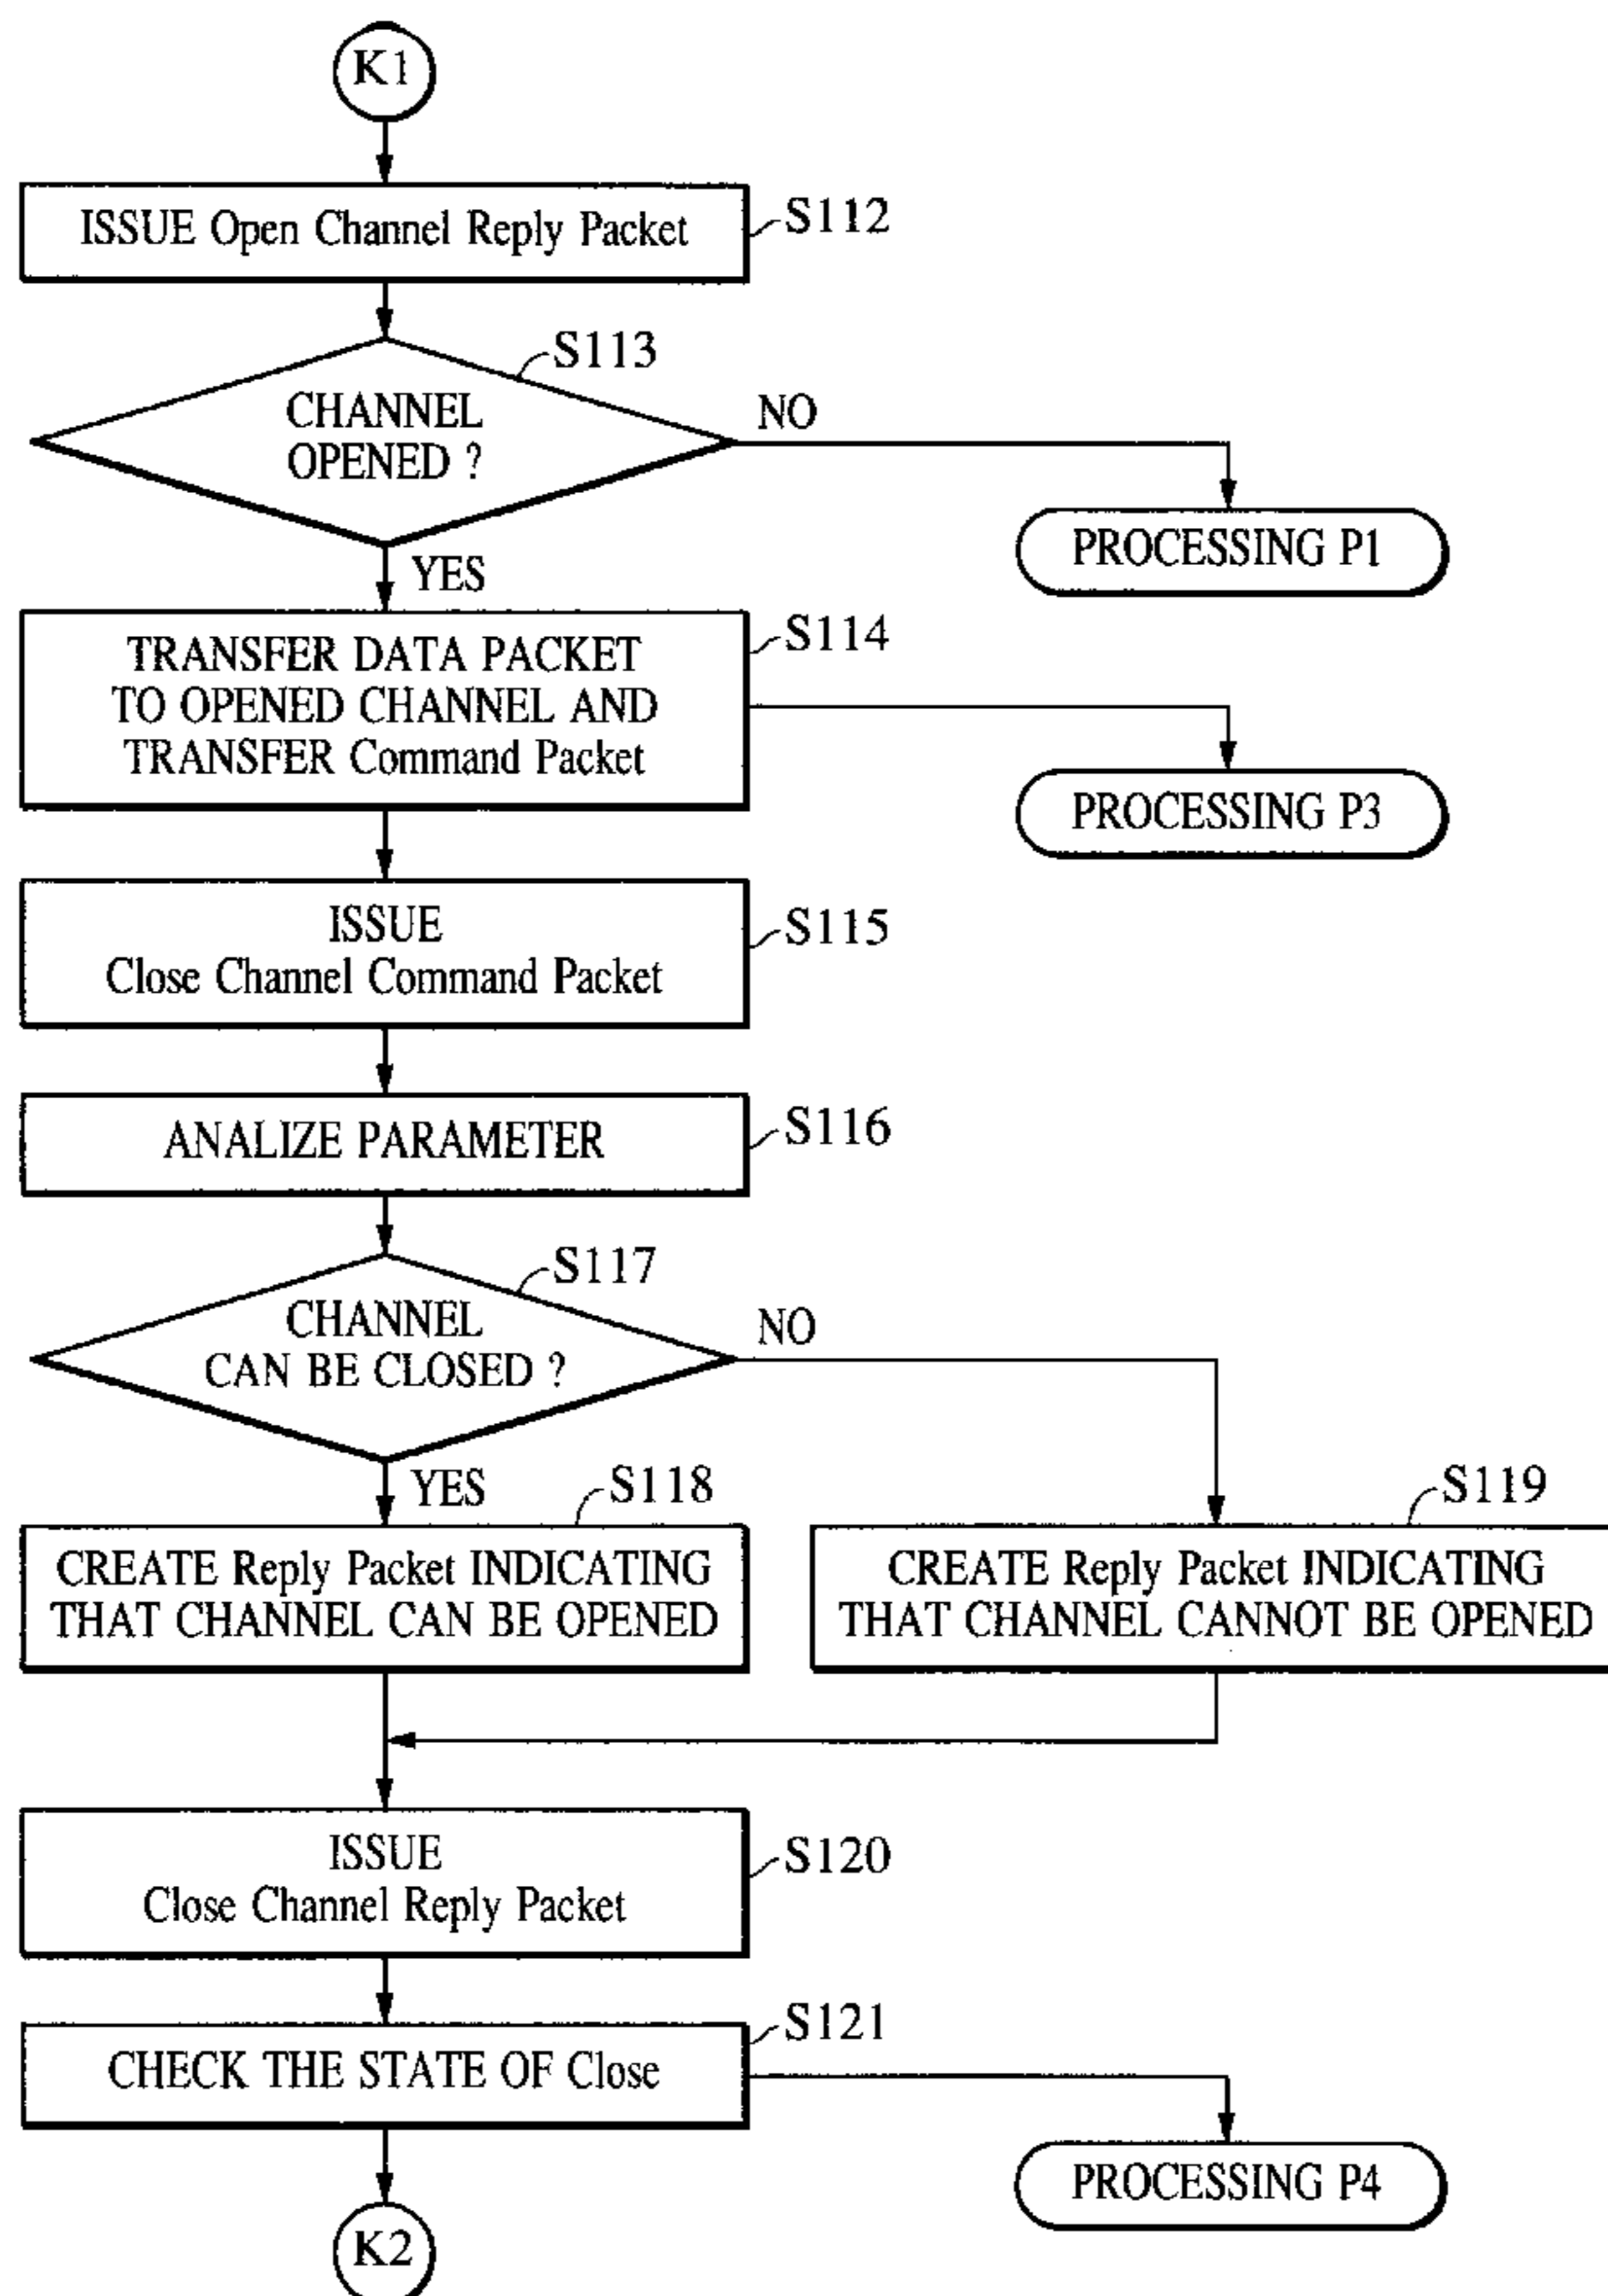 K1
ISSUE Open Channel Reply Packet
S112
S113
CHANNEL
OPENED ?
NO
PROCESSING P1
YES
S114
TRANSFER DATA PACKET
TO OPENED CHANNEL AND
TRANSFER Command Packet
PROCESSING P3
ISSUE
Close Channel Command Packet
S115
ANALIZE PARAMETER
S116
S117
CHANNEL
CAN BE CLOSED ?
NO
YES
S118
CREATE Reply Packet INDICATING
THAT CHANNEL CAN BE OPENED
S119
CREATE Reply Packet INDICATING
THAT CHANNEL CANNOT BE OPENED
ISSUE
Close Channel Reply Packet
S120
S121
CHECK THE STATE OF Close
PROCESSING P4
K2